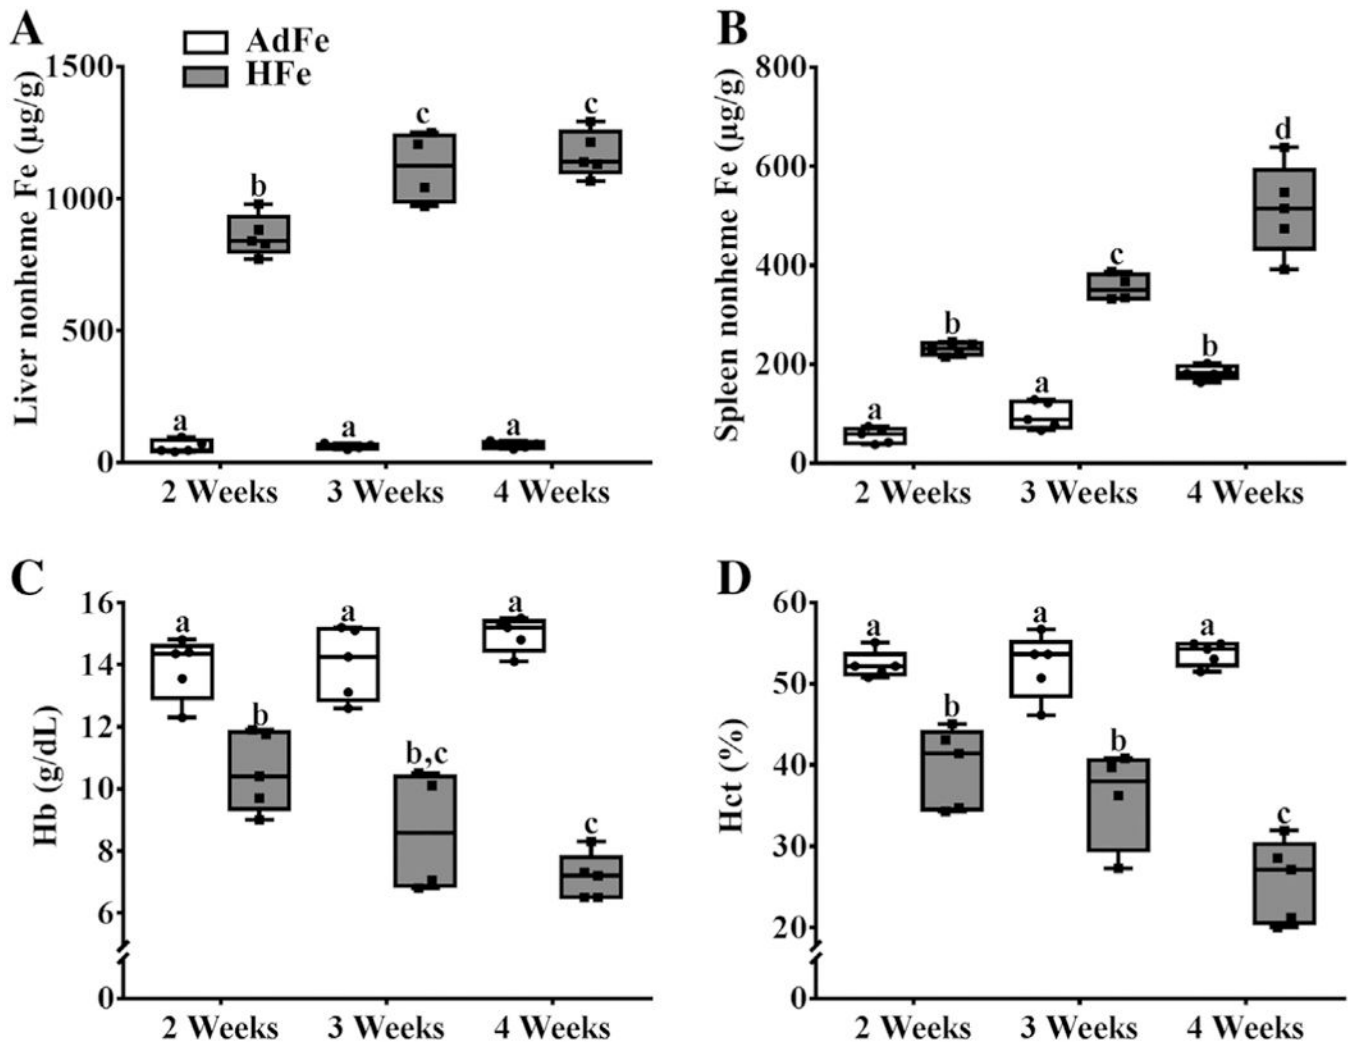 A
AdFe
HFe
Liver nonheme Fe (µg/g)
1500
1000
500
0
a
b
a
c
a
c
2 Weeks
3 Weeks
4 Weeks
B
Spleen nonheme Fe (µg/g)
800
600
400
200
0
a
b
a
c
b
d
2 Weeks
3 Weeks
4 Weeks
C
Hb (g/dL)
16
14
12
10
8
6
0
a
b
a
b,c
a
c
2 Weeks
3 Weeks
4 Weeks
D
Hct (%)
60
50
40
30
20
0
a
b
a
b
a
c
2 Weeks
3 Weeks
4 Weeks